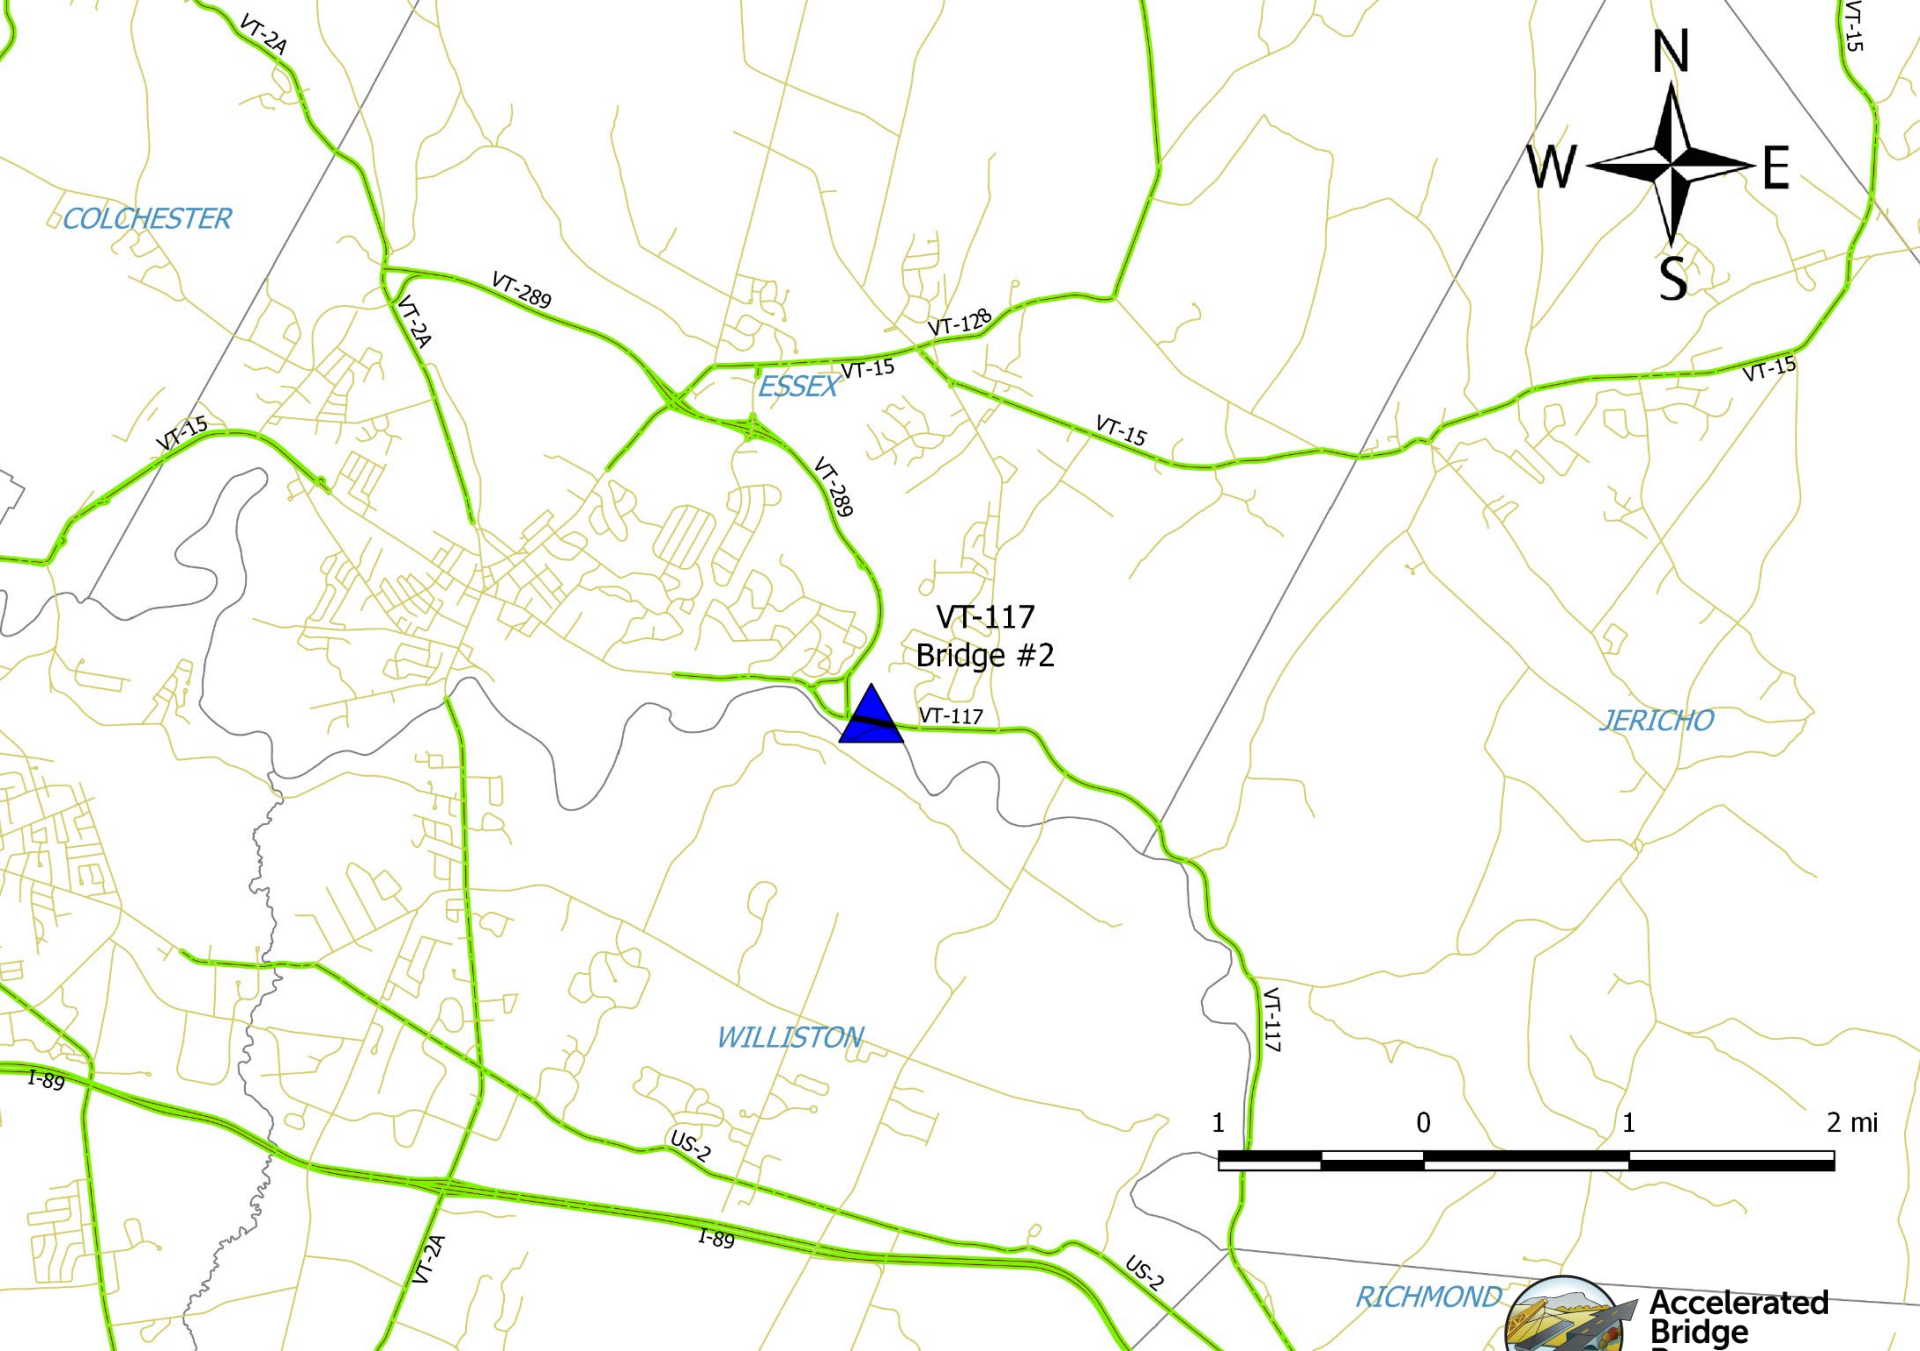 VT-2A
VT-15
N
W
E
S
COLCHESTER
VT-289
VT-2A
VT-128
VT-15
ESSEX
VT-15
VT-15
VT-15
VT-289
VT-117
Bridge #2
VT-117
JERICHO
VT-117
WILLISTON
I-89
1 0 1 2 mi
US-2
I-89
VT-2A
US-2
RICHMOND
Accelerated
Bridge